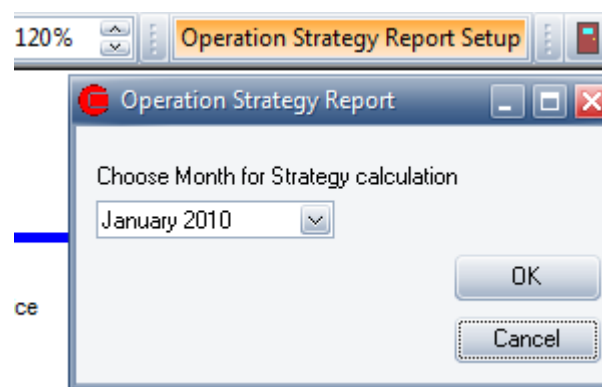 120%
Operation Strategy Report Setup
Operation Strategy Report
Choose Month for Strategy calculation
January 2010
OK
ce
Cancel